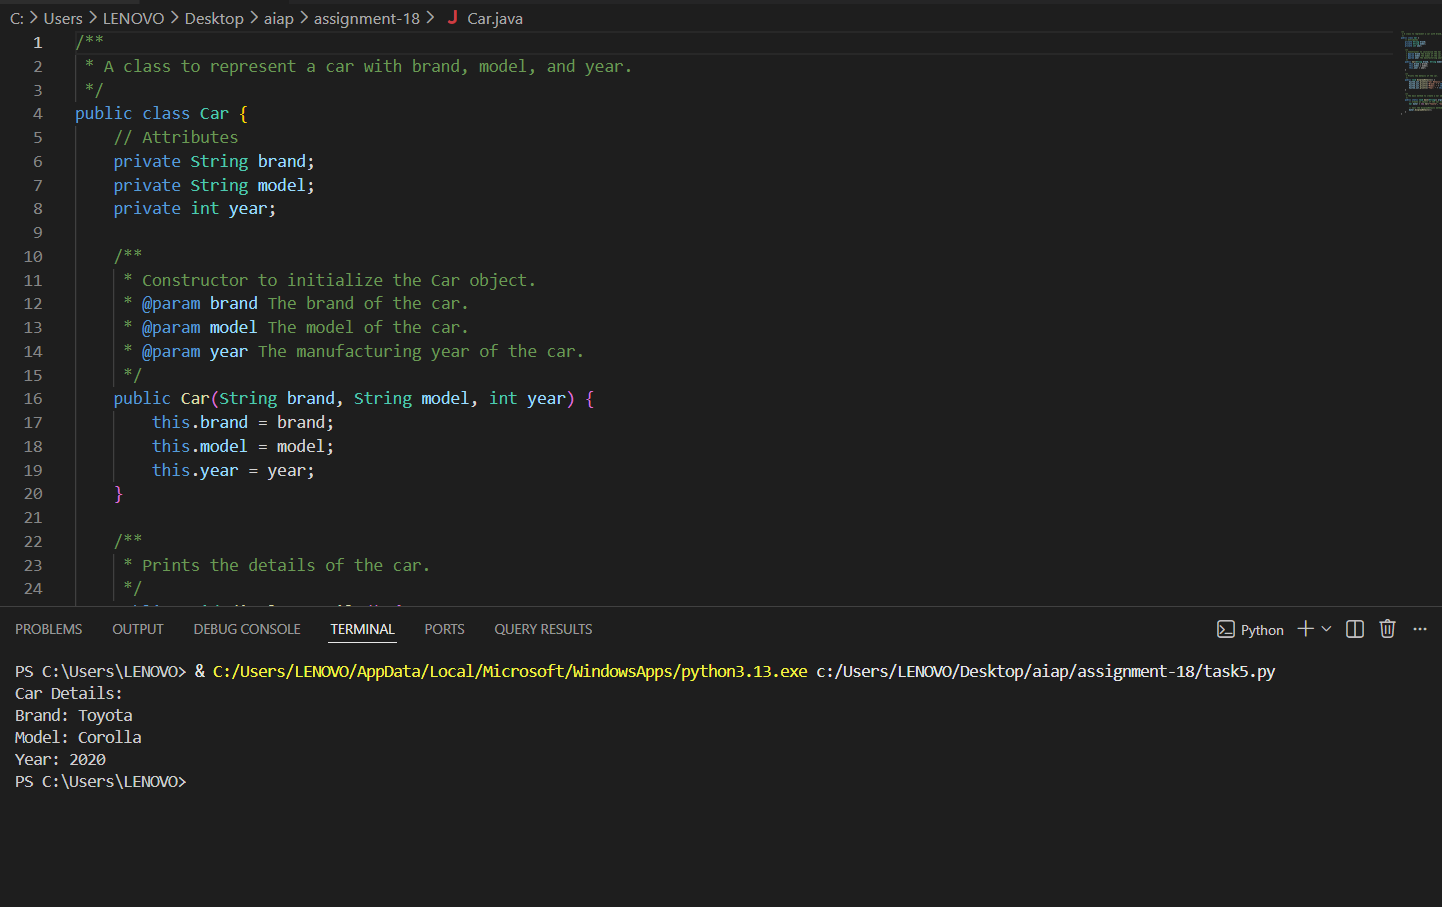 C: > Users > LENOVO > Desktop > aiap > assignment-18 > J Car.java
1 /**
2 * A class to represent a car with brand, model, and year.
3 */
4 public class Car {
5 // Attributes
6 private String brand;
7 private String model;
8 private int year;
9
10 /**
11 * Constructor to initialize the Car object.
12 * @param brand The brand of the car.
13 * @param model The model of the car.
14 * @param year The manufacturing year of the car.
15 */
16 public Car(String brand, String model, int year) {
17 this.brand = brand;
18 this.model = model;
19 this.year = year;
20 }
21
22 /**
23 * Prints the details of the car.
24 */
PROBLEMS OUTPUT DEBUG CONSOLE TERMINAL PORTS QUERY RESULTS Python
PS C:\Users\LENOVO> & C:/Users/LENOVO/AppData/Local/Microsoft/WindowsApps/python3.13.exe c:/Users/LENOVO/Desktop/aiap/assignment-18/task5.py
Car Details:
Brand: Toyota
Model: Corolla
Year: 2020
PS C:\Users\LENOVO>